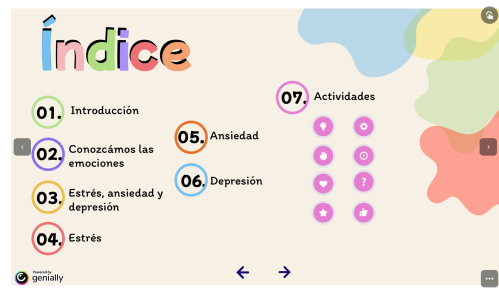 Índice
01. Introducción
02. Conozcámos las
emociones
03. Estrés, ansiedad y
depresión
04. Estrés
05. Ansiedad
06. Depresión
07. Actividades
?
Powered by
genially